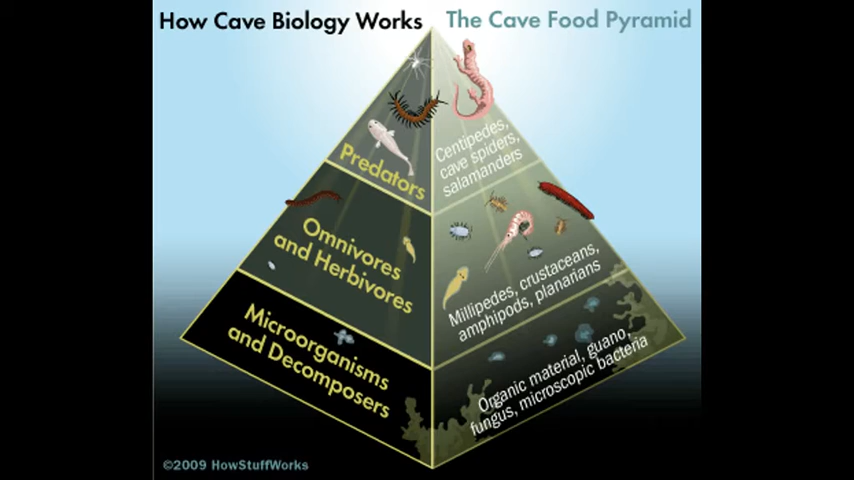 How Cave Biology Works
The Cave Food Pyramid
Predators
Centipedes,
cave spiders,
salamanders
Omnivores
and Herbivores
Millipedes, crustaceans,
amphipods, planarians
Microorganisms
and Decomposers
Organic material, guano,
fungus, microscopic bacteria
©2009 HowStuffWorks